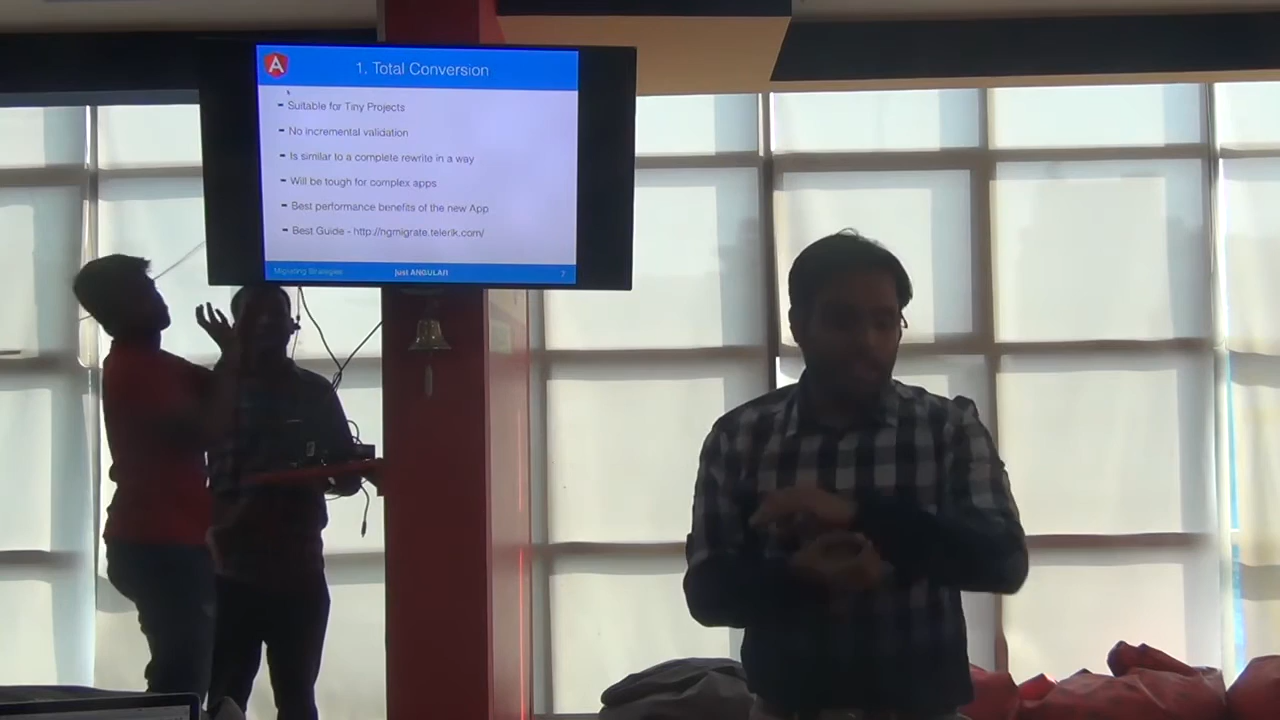 A
1. Total Conversion
- Suitable for Tiny Projects
- No incremental validation
- Is similar to a complete rewrite in a way
- Will be tough for complex apps
- Best performance benefits of the new App
- Best Guide - http://ngmigrate.telerik.com/
Migrating Strategies
Just ANGULAR
7